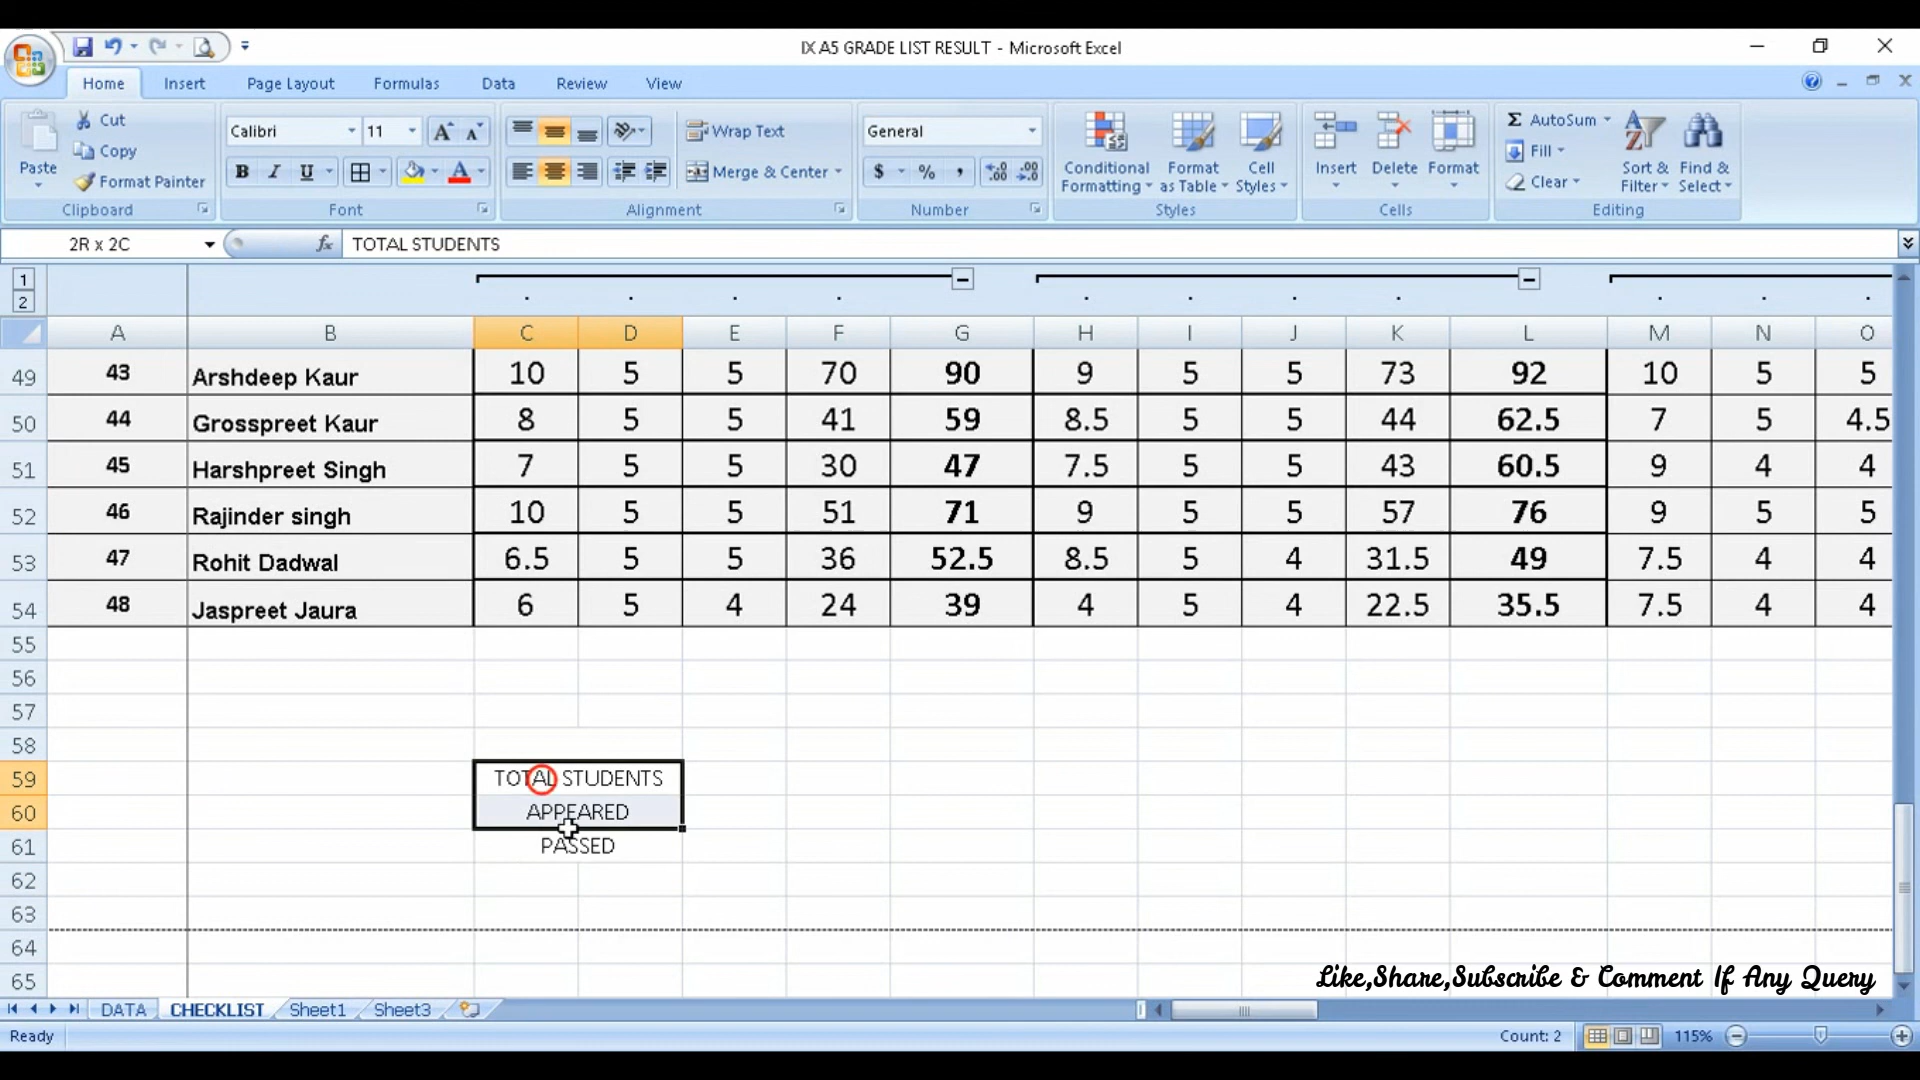 IX A5 GRADE LIST RESULT - Microsoft Excel
Home Insert Page Layout Formulas Data Review View
Paste
Cut
Copy
Format Painter
Clipboard
Calibri 11
B I U
Font
Wrap Text
Merge & Center
Alignment
General
$ % ,
Number
Conditional Formatting
Format as Table
Cell Styles
Styles
Insert Delete Format
Cells
Σ AutoSum
Fill
Clear
Sort & Filter
Find & Select
Editing
2R x 2C fx TOTAL STUDENTS
1
2
A B C D E F G H I J K L M N O
49 43 Arshdeep Kaur 10 5 5 70 90 9 5 5 73 92 10 5 5
50 44 Grosspreet Kaur 8 5 5 41 59 8.5 5 5 44 62.5 7 5 4.5
51 45 Harshpreet Singh 7 5 5 30 47 7.5 5 5 43 60.5 9 4 4
52 46 Rajinder singh 10 5 5 51 71 9 5 5 57 76 9 5 5
53 47 Rohit Dadwal 6.5 5 5 36 52.5 8.5 5 4 31.5 49 7.5 4 4
54 48 Jaspreet Jaura 6 5 4 24 39 4 5 4 22.5 35.5 7.5 4 4
55
56
57
58
59 TOTAL STUDENTS
60 APPEARED
61 PASSED
62
63
64
65
Like,Share,Subscribe & Comment If Any Query
DATA CHECKLIST Sheet1 Sheet3
Ready Count: 2 115%